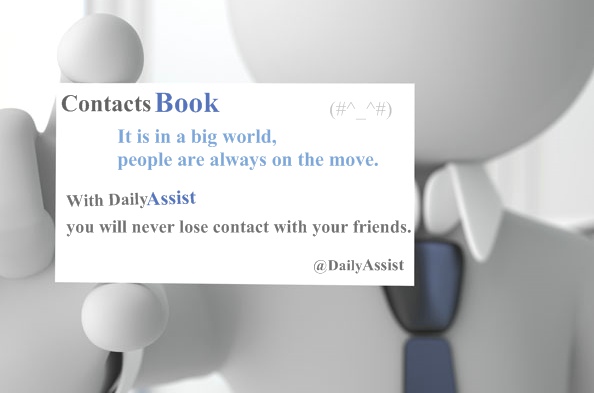 Contacts Book
(#^_^#)
It is in a big world,
people are always on the move.
With DailyAssist
you will never lose contact with your friends.
@DailyAssist